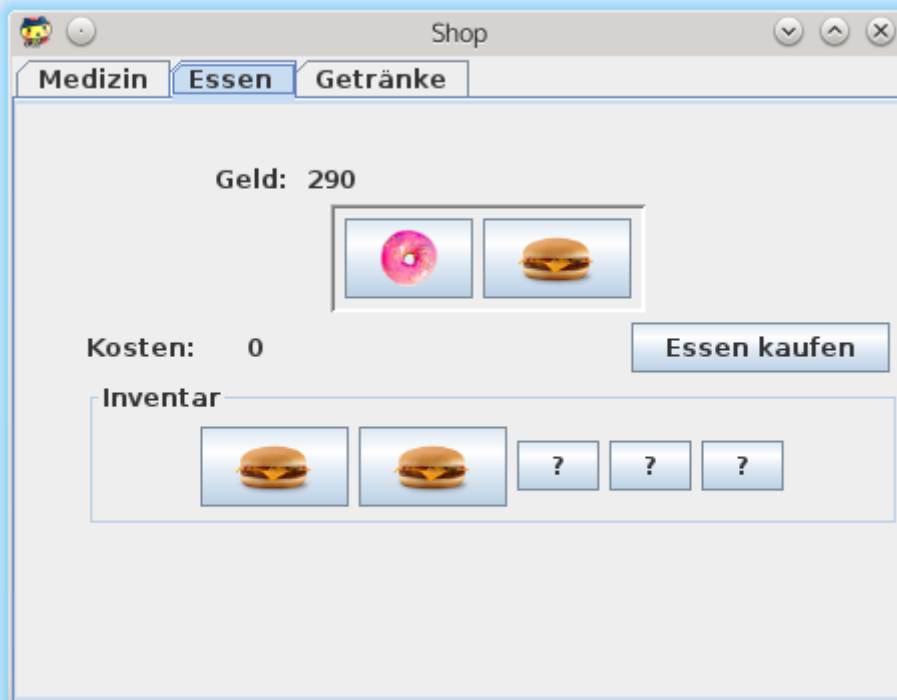 Shop
Medizin Essen Getränke
Geld: 290
Kosten: 0 Essen kaufen
Inventar
? ? ?